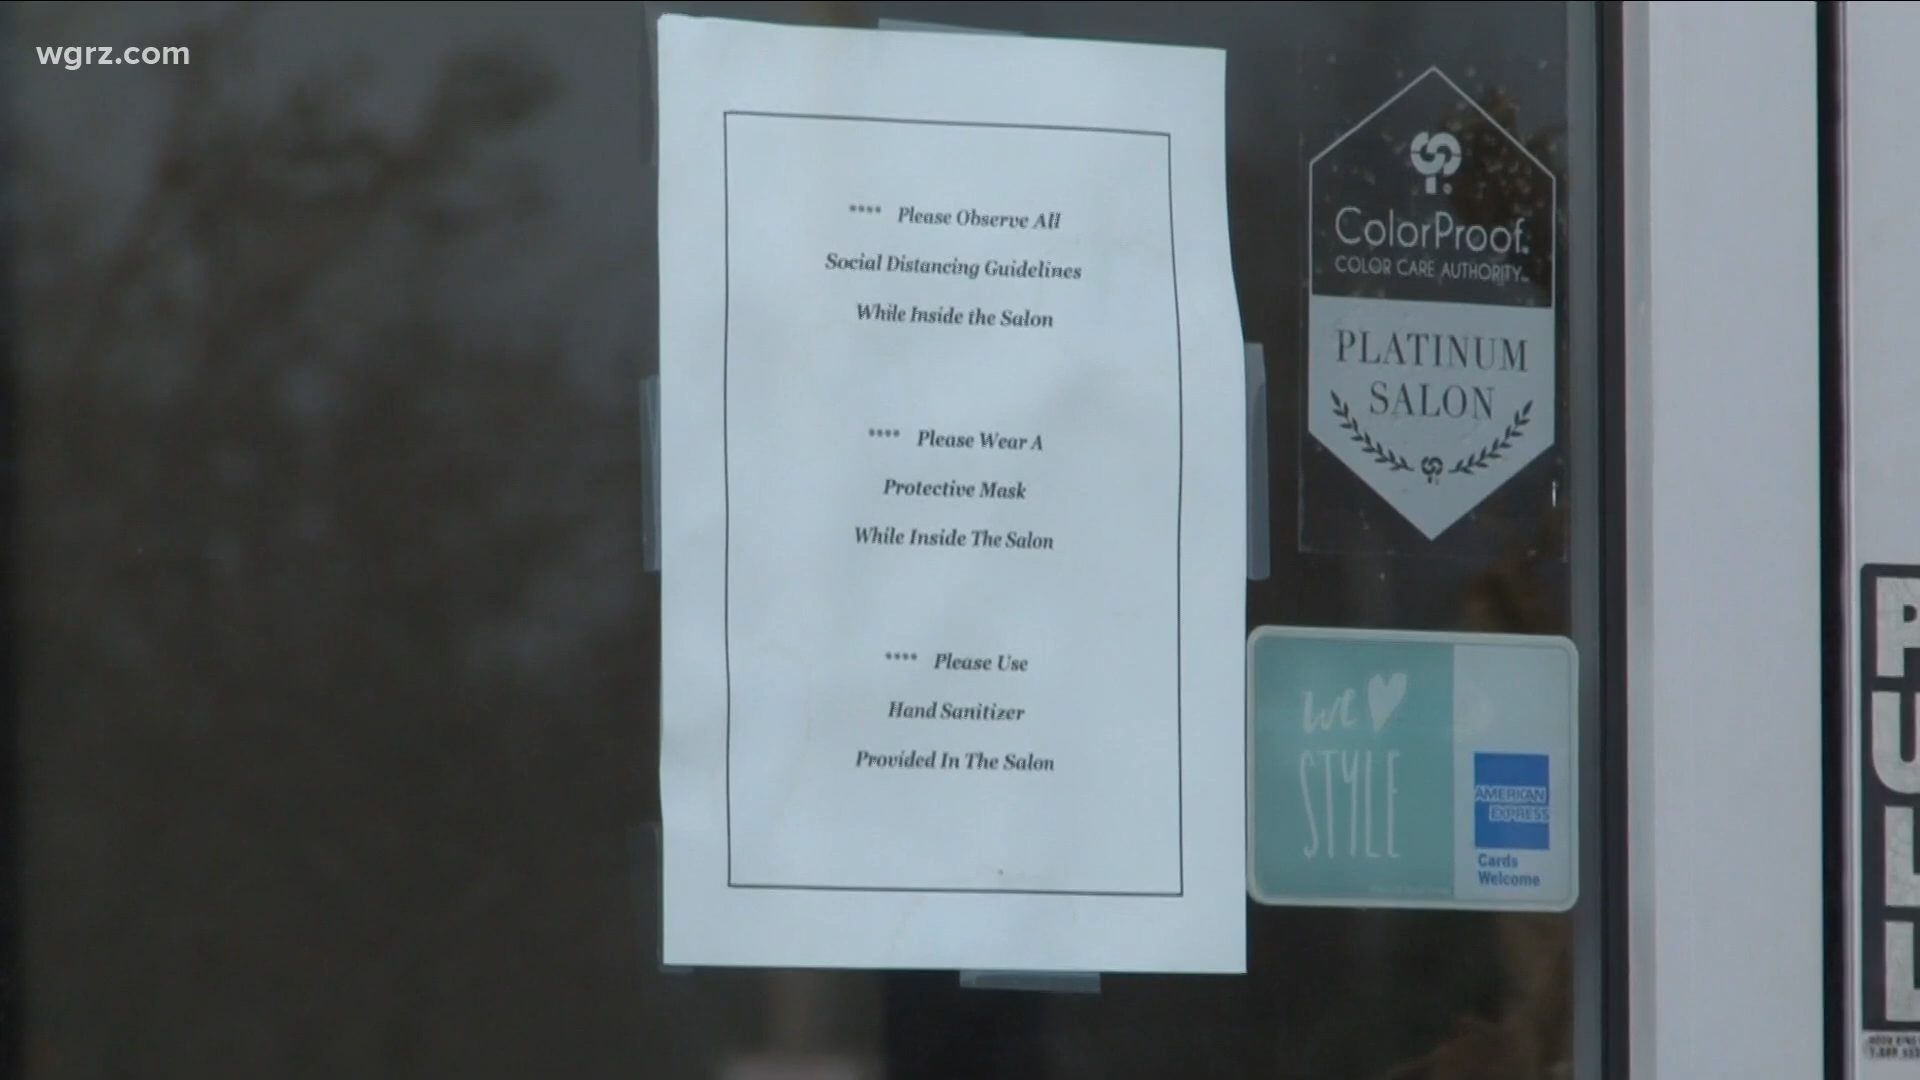 wgrz.com
**** Please Observe All
Social Distancing Guidelines
While Inside the Salon
**** Please Wear A
Protective Mask
While Inside The Salon
**** Please Use
Hand Sanitizer
Provided In The Salon
ColorProof.
COLOR CARE AUTHORITY
PLATINUM
SALON
we
STYLE
AMERICAN
EXPRESS
Cards
Welcome
PULL